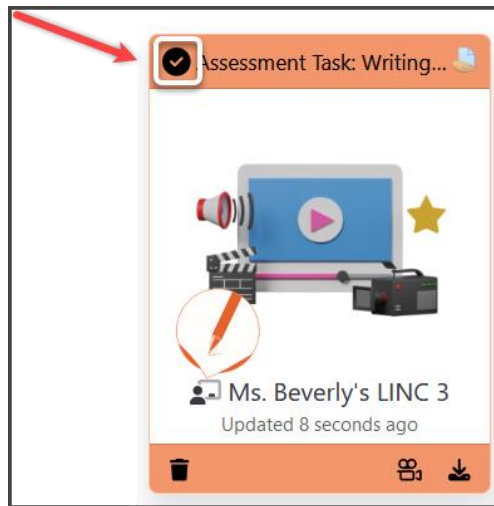 Assessment Task: Writing...
Ms. Beverly's LINC 3
Updated 8 seconds ago